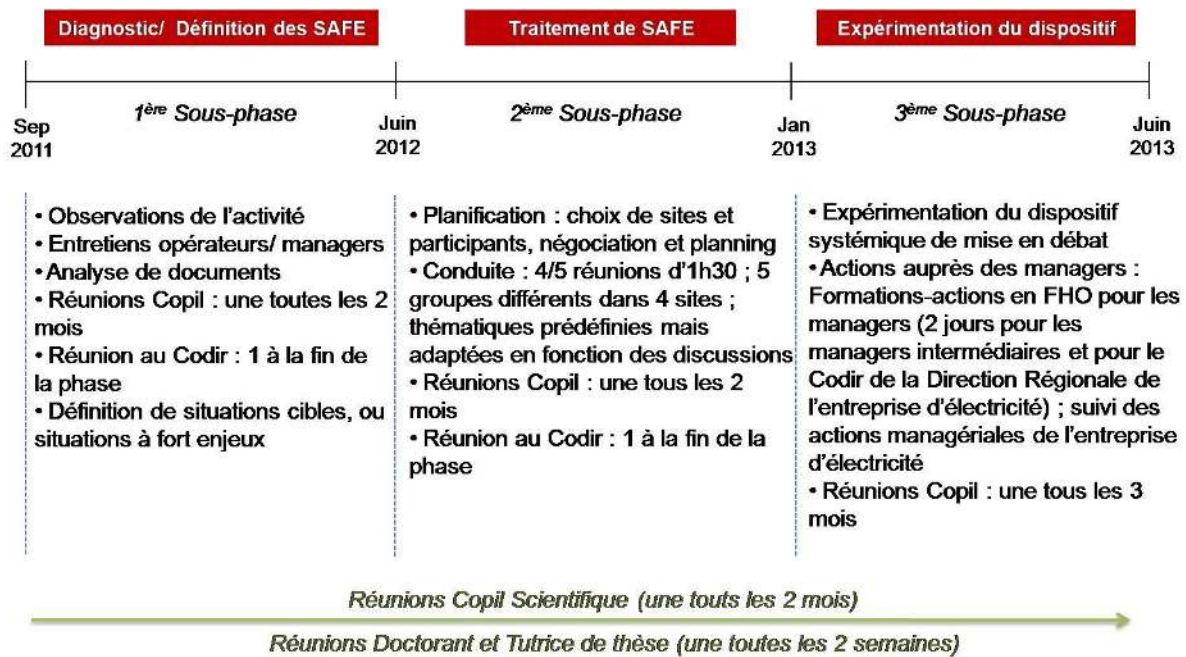 Diagnostic/ Définition des SAFE
Traitement de SAFE
Expérimentation du dispositif
1ère Sous-phase
2ème Sous-phase
3ème Sous-phase
Sep
2011
Juin
2012
Jan
2013
Juin
2013
• Observations de l'activité
• Entretiens opérateurs/ managers
• Analyse de documents
• Réunions Copil : une toutes les 2
mois
• Réunion au Codir : 1 à la fin de
la phase
• Définition de situations cibles, ou
situations à fort enjeux
• Planification : choix de sites et
participants, négociation et planning
• Conduite : 4/5 réunions d'1h30 ; 5
groupes différents dans 4 sites ;
thématiques prédéfinies mais
adaptées en fonction des discussions
• Réunions Copil : une tous les 2
mois
• Réunion au Codir : 1 à la fin de la
phase
• Expérimentation du dispositif
systémique de mise en débat
• Actions auprès des managers :
Formations-actions en FHO pour les
managers (2 jours pour les
managers intermédiaires et pour le
Codir de la Direction Régionale de
l'entreprise d'électricité) ; suivi des
actions managériales de l'entreprise
d'électricité
• Réunions Copil : une tous les 3
mois
Réunions Copil Scientifique (une touts les 2 mois)
Réunions Doctorant et Tutrice de thèse (une toutes les 2 semaines)